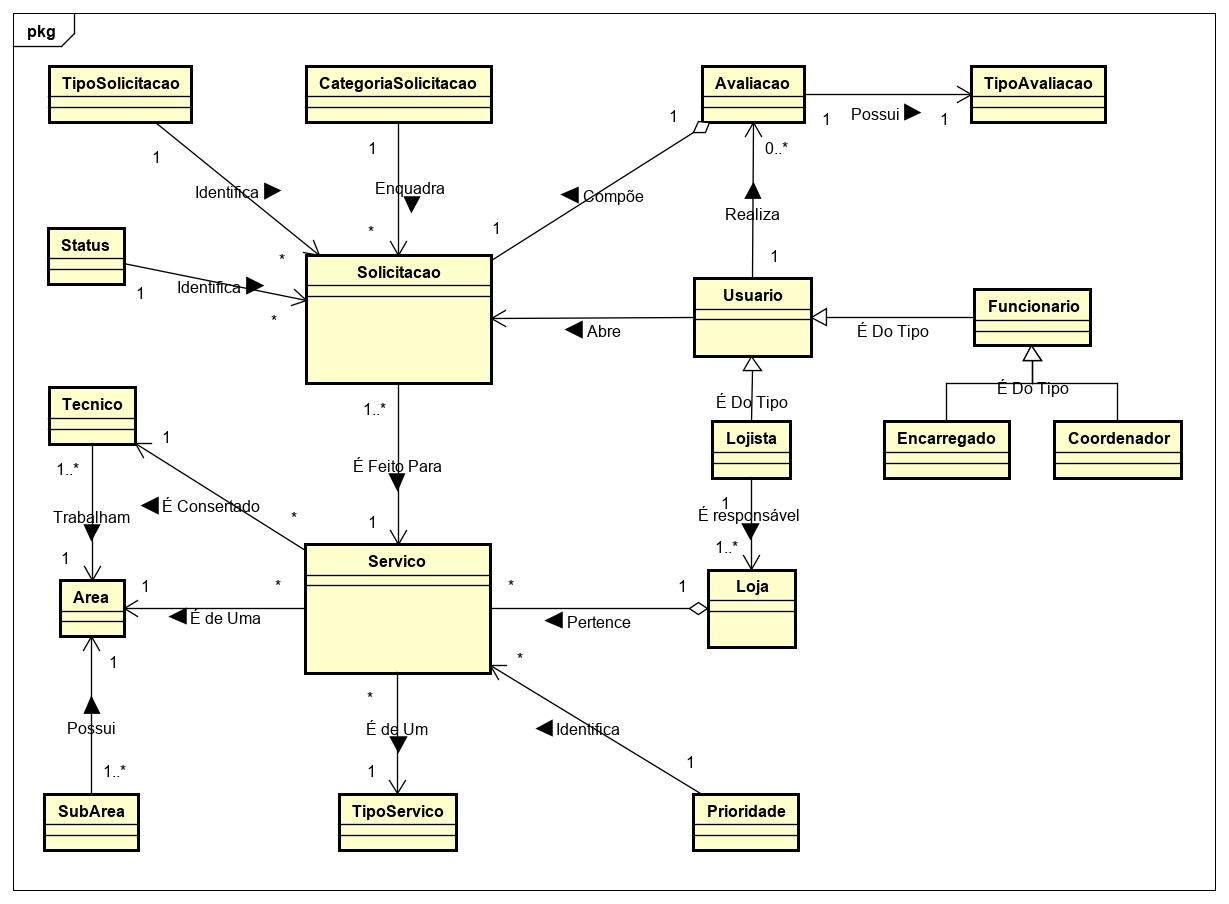 pkg
TipoSolicitacao
CategoriaSolicitacao
Avaliacao
TipoAvaliacao
1
1
Possui
1
1
1
0..*
Identifica
Enquadra
Compõe
Realiza
*
1
Status
*
1
Solicitacao
Identifica
1
*
Usuario
Funcionario
Abre
É Do Tipo
É Do Tipo
É Do Tipo
Tecnico
1..*
1
Lojista
Encarregado
Coordenador
1..*
É Feito Para
É Consertado
*
1
Trabalham
1
É responsável
1
1..*
Servico
Area
1
*
*
1
Loja
É de Uma
Pertence
1
*
*
Possui
É de Um
Identifica
1..*
1
1
SubArea
TipoServico
Prioridade